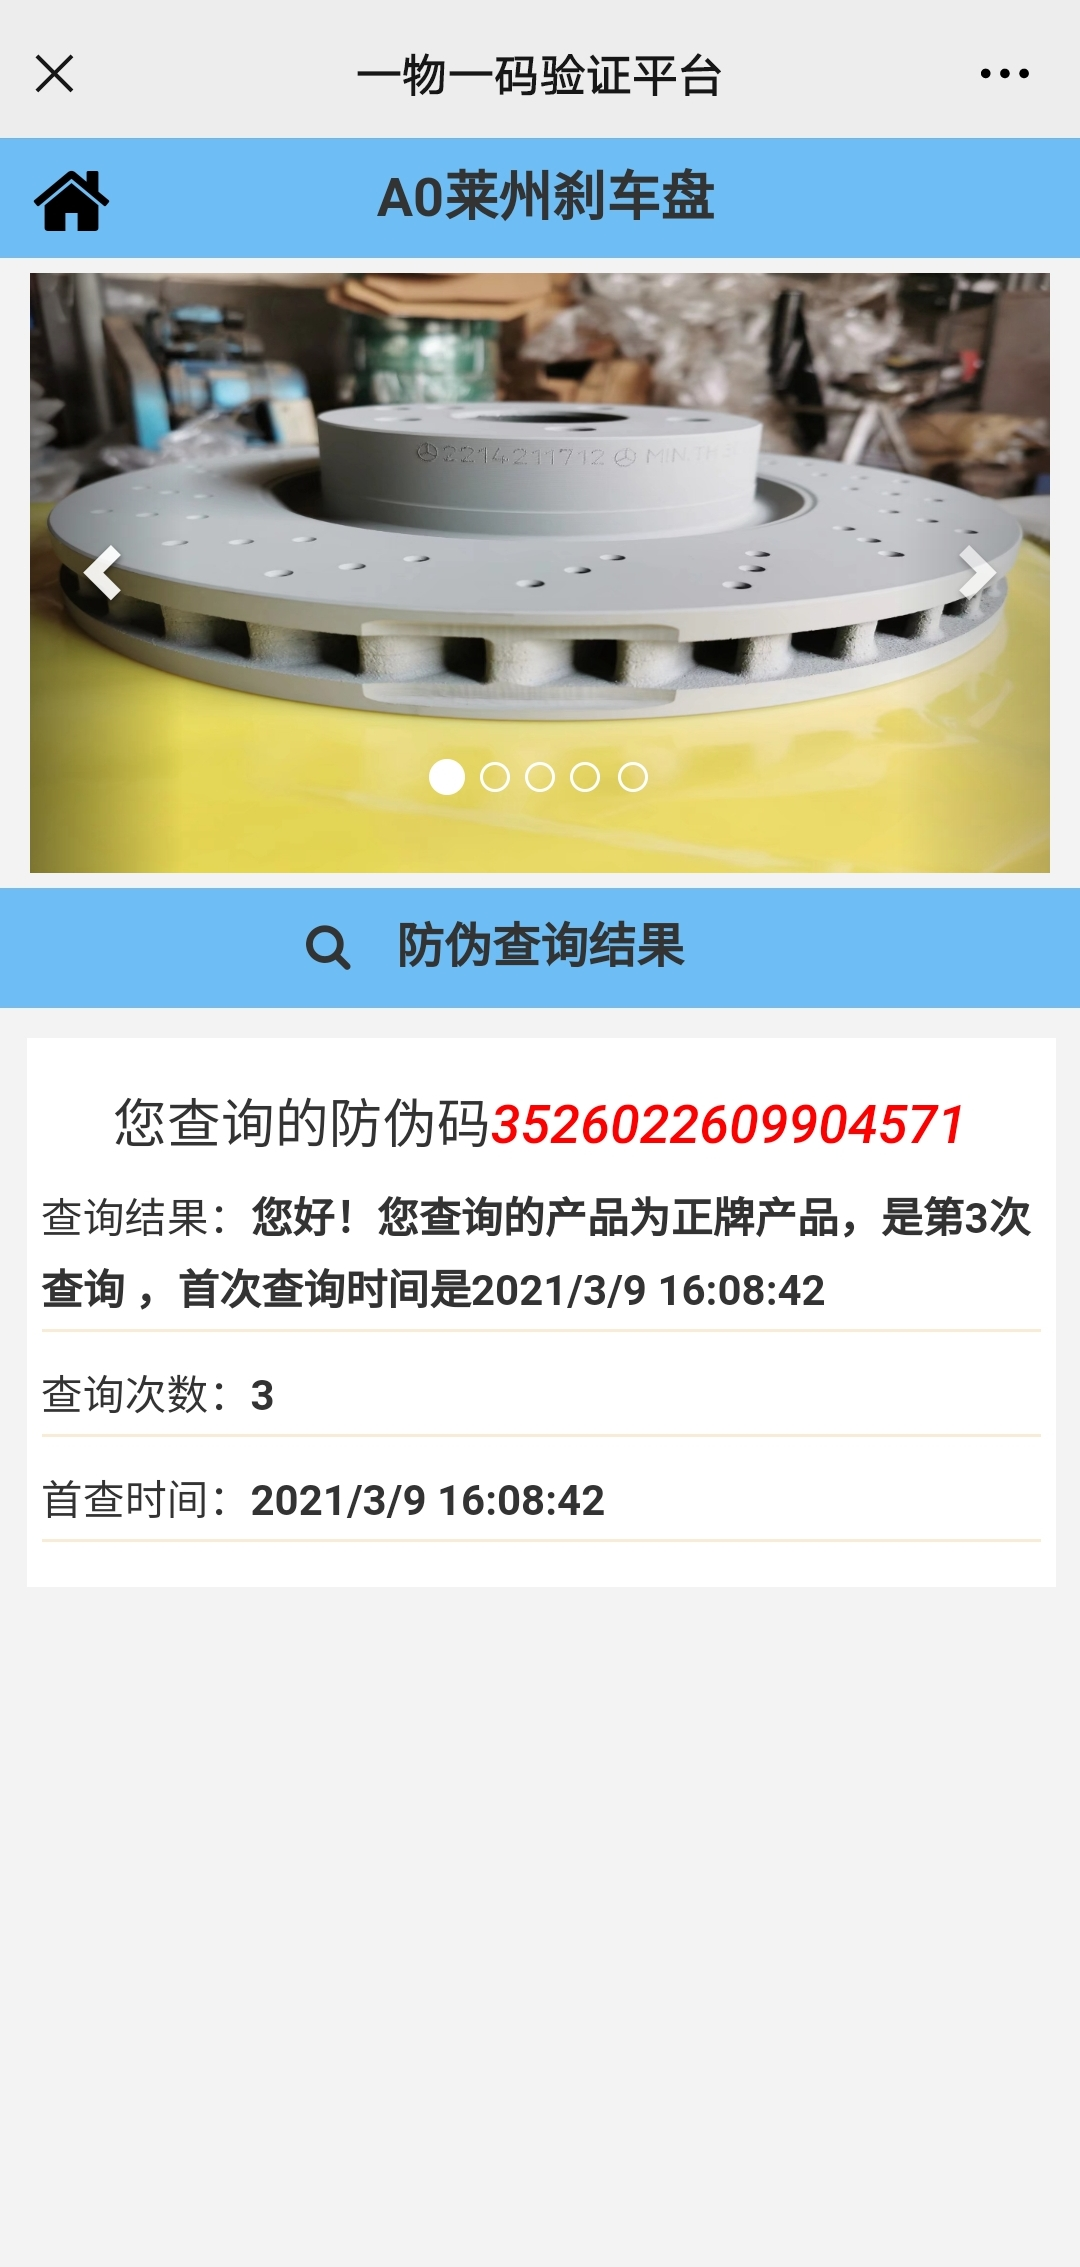 一物一码验证平台
A0莱州刹车盘
2214211712 MIN.TH
防伪查询结果
您查询的防伪码3526022609904571
查询结果：您好！您查询的产品为正牌产品，是第3次
查询 ，首次查询时间是2021/3/9 16:08:42
查询次数：3
首查时间：2021/3/9 16:08:42